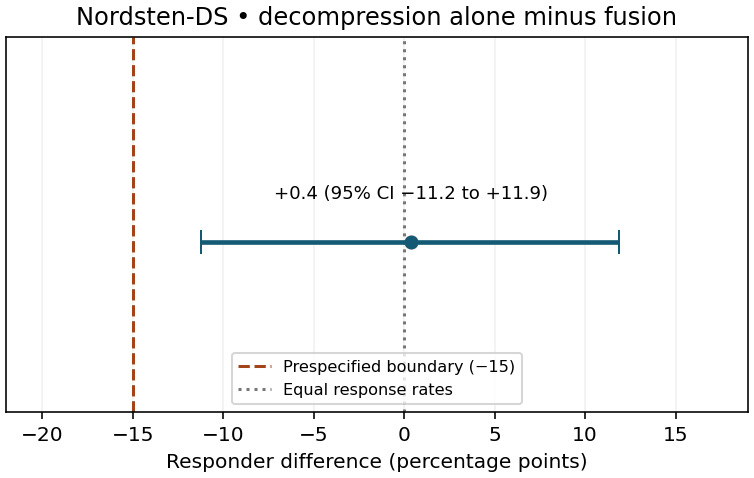 Nordsten-DS • decompression alone minus fusion
+0.4 (95% CI −11.2 to +11.9)
Prespecified boundary (−15)
Equal response rates
−20 −15 −10 −5 0 5 10 15
Responder difference (percentage points)